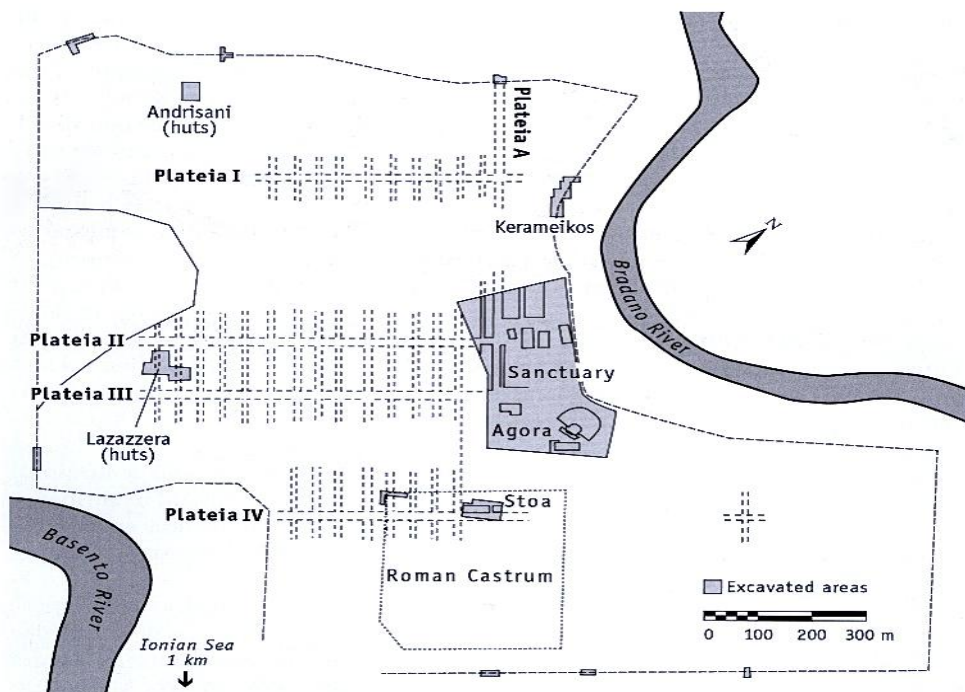 Andrisani
(huts)
Plateia A
Plateia I
Kerameikos
N
Bradano River
Plateia II
Sanctuary
Plateia III
Agora
Lazazzera
(huts)
Stoa
Plateia IV
Basento River
Roman Castrum
Excavated areas
0 100 200 300 m
Ionian Sea
1 km